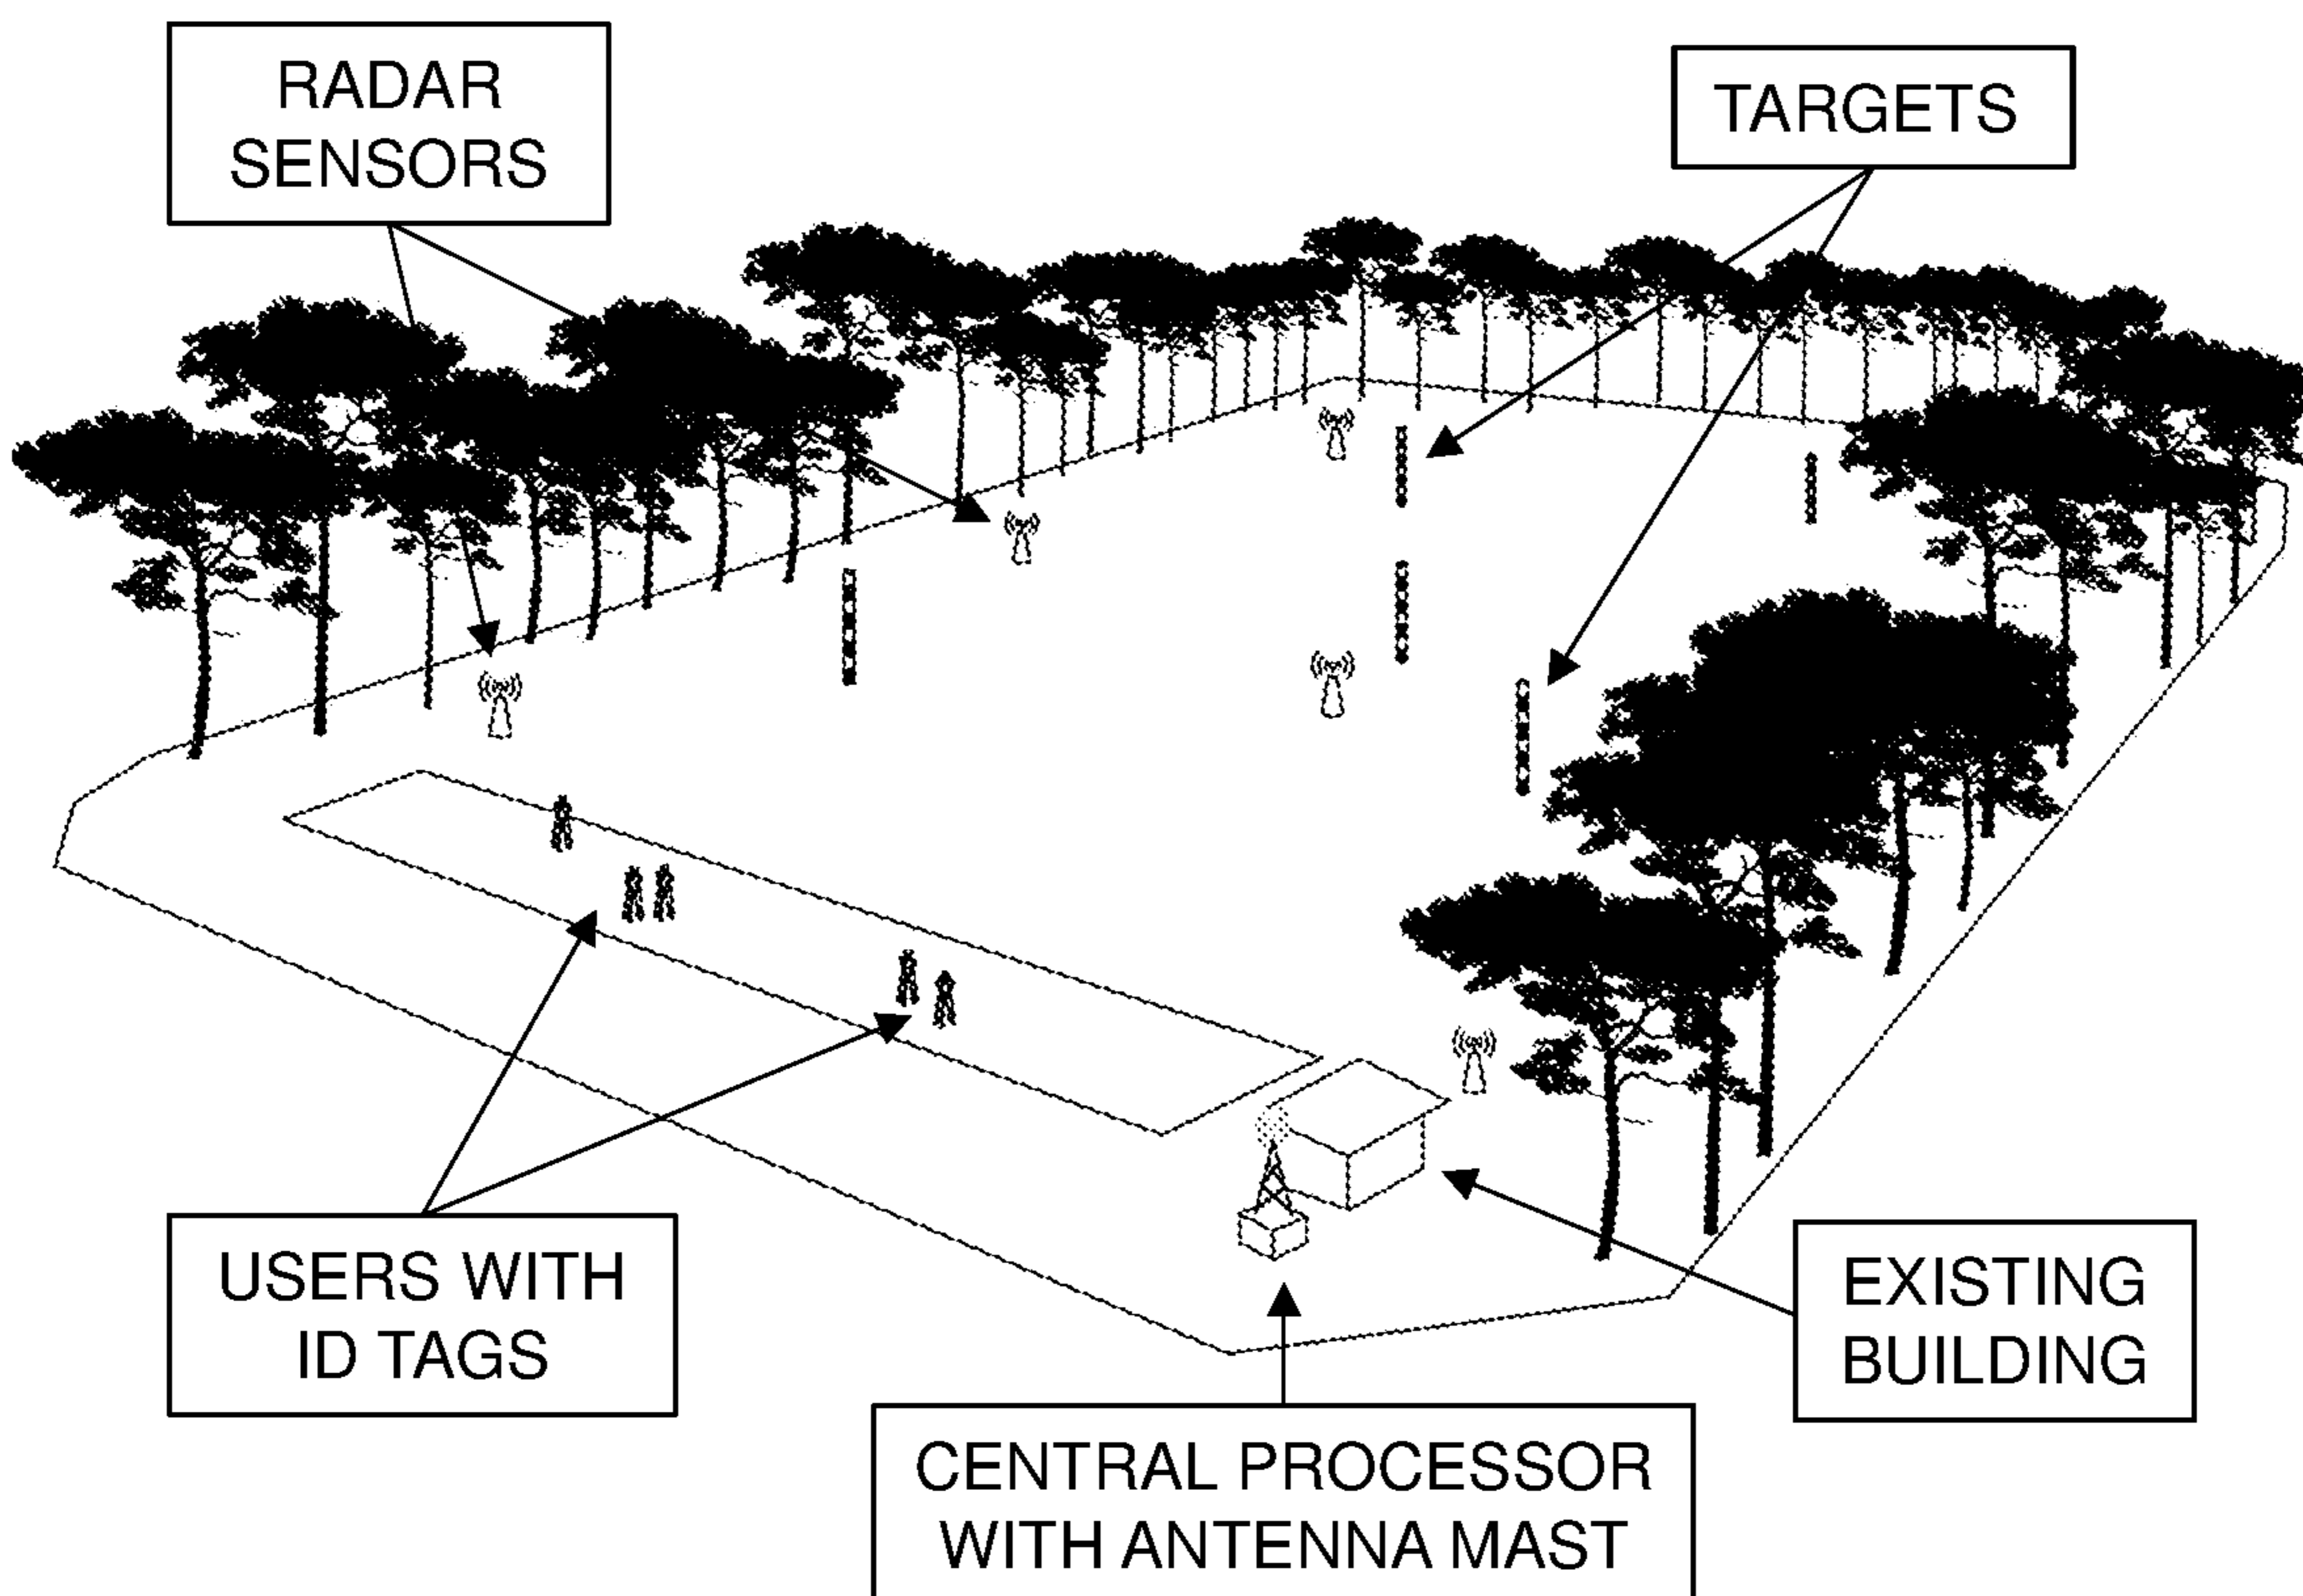 RADAR
SENSORS
TARGETS
USERS WITH
ID TAGS
EXISTING
BUILDING
CENTRAL PROCESSOR
WITH ANTENNA MAST